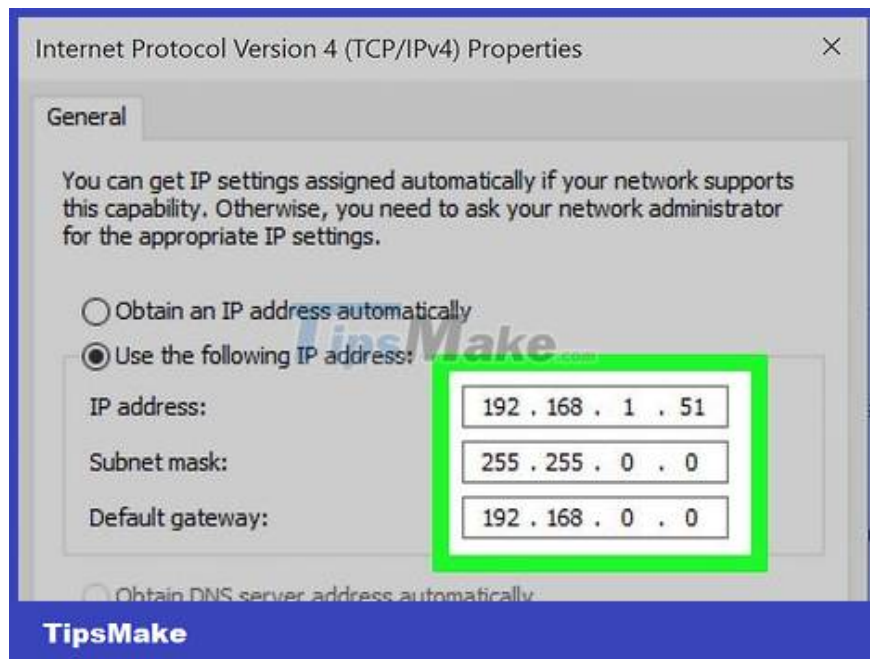 Internet Protocol Version 4 (TCP/IPv4) Properties
General
You can get IP settings assigned automatically if your network supports
this capability. Otherwise, you need to ask your network administrator
for the appropriate IP settings.
Obtain an IP address automatically
TipsMake.com
Use the following IP address:
IP address: 192 . 168 . 1 . 51
Subnet mask: 255 . 255 . 0 . 0
Default gateway: 192 . 168 . 0 . 0
Obtain DNS server address automatically
TipsMake